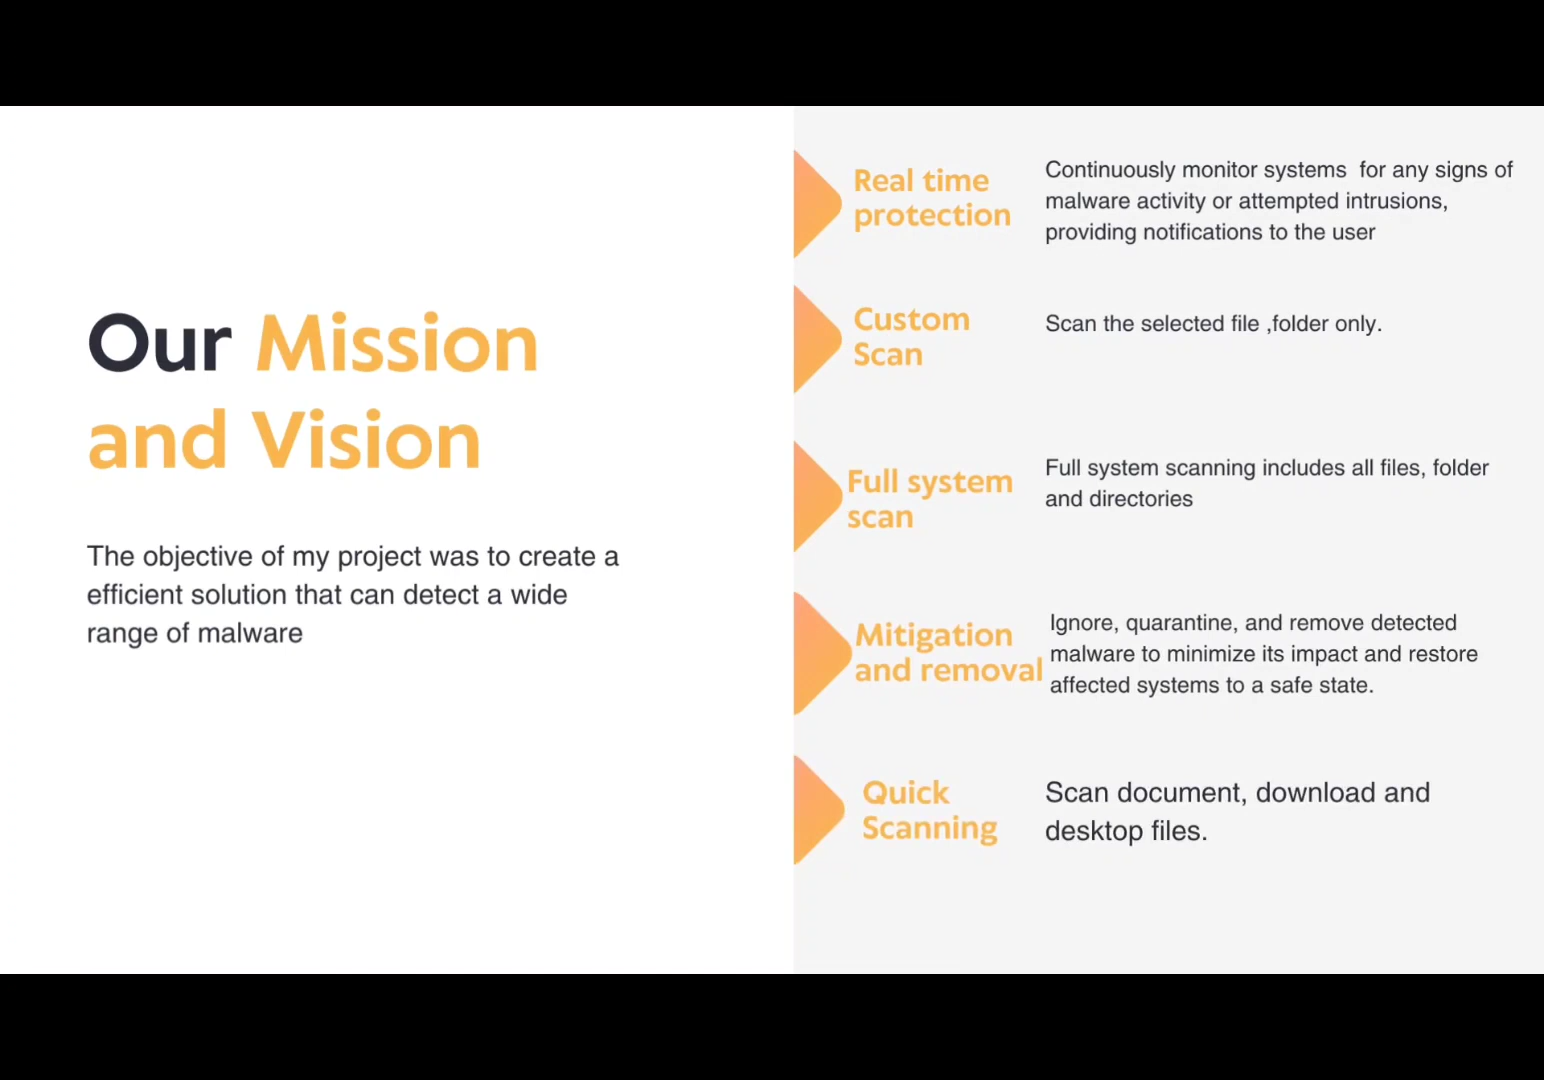 Our Mission
and Vision
The objective of my project was to create a
efficient solution that can detect a wide
range of malware
Real time
protection
Continuously monitor systems  for any signs of
malware activity or attempted intrusions,
providing notifications to the user
Custom
Scan
Scan the selected file ,folder only.
Full system
scan
Full system scanning includes all files, folder
and directories
Mitigation
and removal
Ignore, quarantine, and remove detected
malware to minimize its impact and restore
affected systems to a safe state.
Quick
Scanning
Scan document, download and
desktop files.